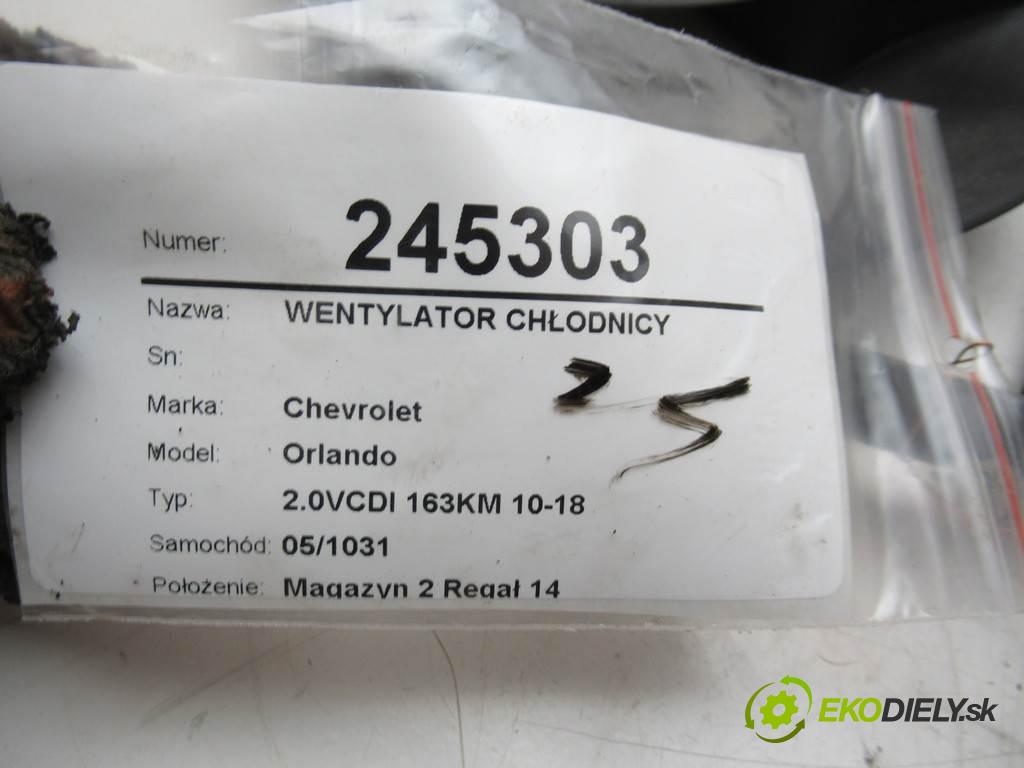 Numer: 245303
Nazwa: WENTYLATOR CHŁODNICY
Sn:
Marka: Chevrolet
Model: Orlando
Typ: 2.0VCDI 163KM 10-18
Samochód: 05/1031
Położenie: Magazyn 2 Regał 14
EKODIELY.sk